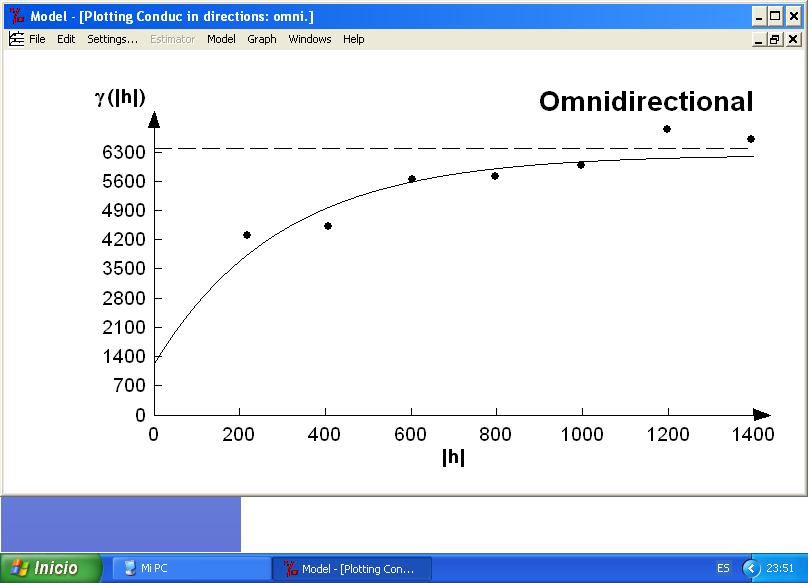 Model - [Plotting Conduc in directions: omni.]
File Edit Settings... Estimator Model Graph Windows Help
γ(|h|)
Omnidirectional
6300
5600
4900
4200
3500
2800
2100
1400
700
0
0 200 400 600 800 1000 1200 1400
|h|
Inicio Mi PC Model - [Plotting Con... ES 23:51